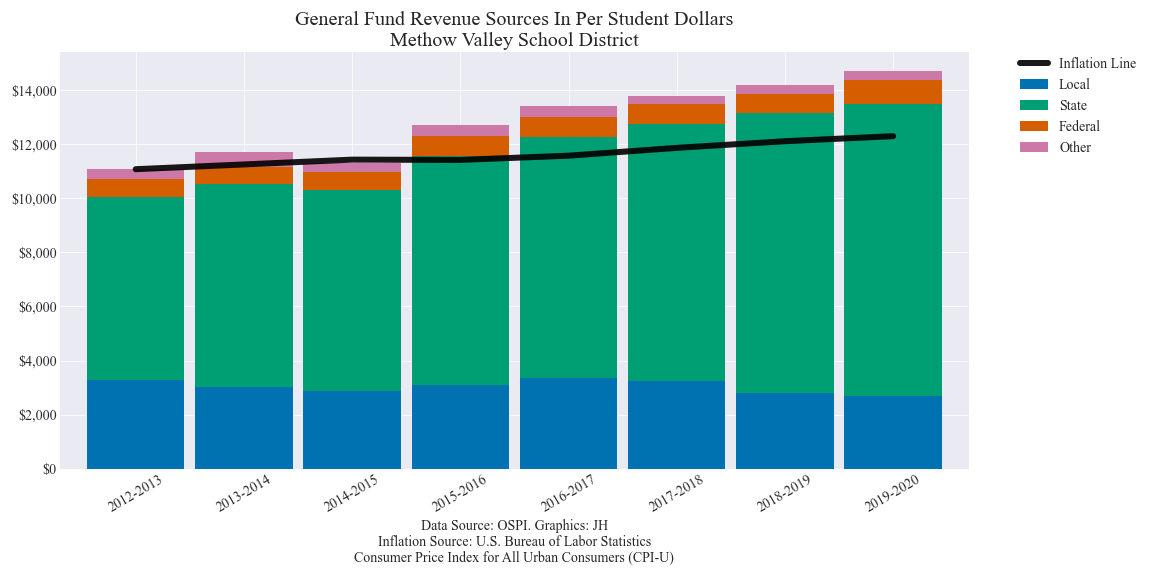 General Fund Revenue Sources In Per Student Dollars
Methow Valley School District
Inflation Line
Local
State
Federal
Other
$14,000
$12,000
$10,000
$8,000
$6,000
$4,000
$2,000
$0
2012-2013
2013-2014
2014-2015
2015-2016
2016-2017
2017-2018
2018-2019
2019-2020
Data Source: OSPI. Graphics: JH
Inflation Source: U.S. Bureau of Labor Statistics
Consumer Price Index for All Urban Consumers (CPI-U)